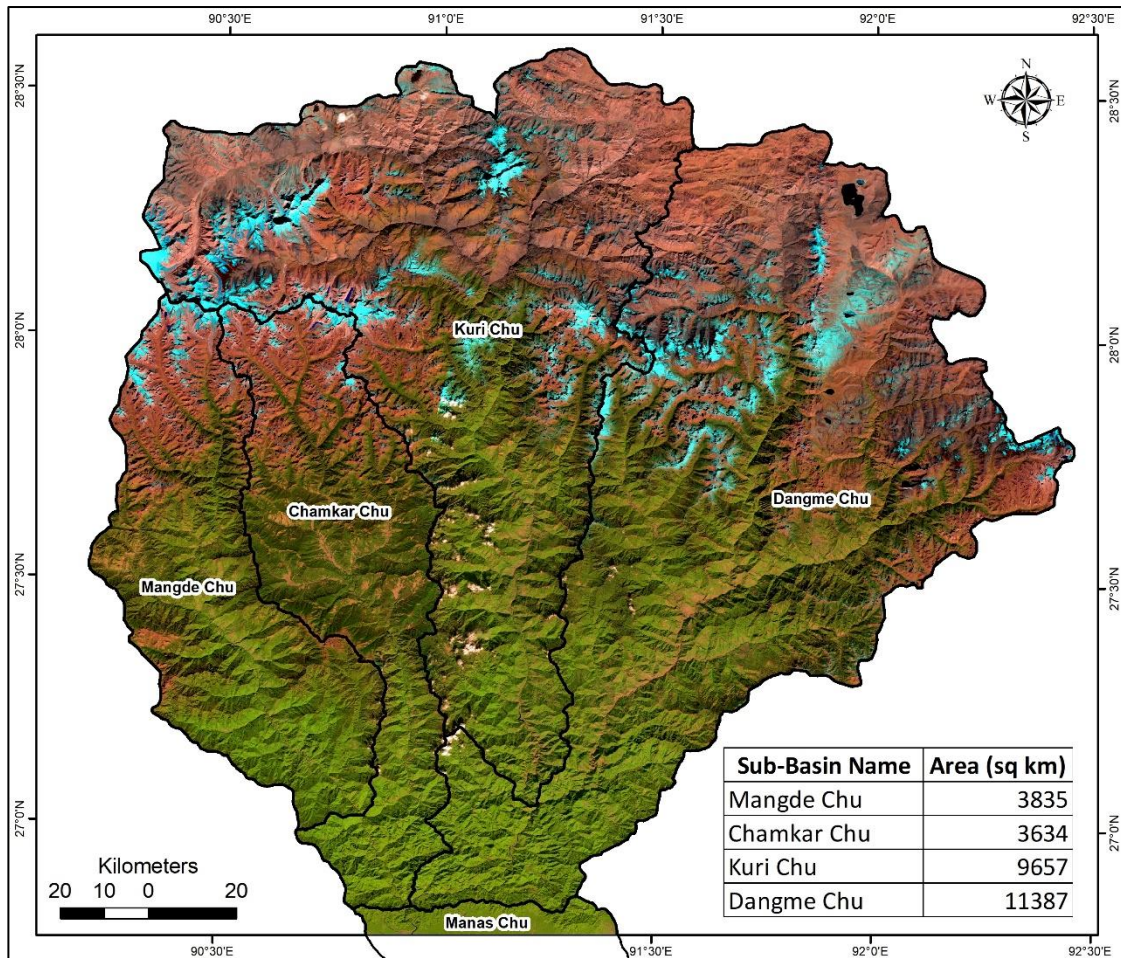 90°30'E 91°0'E 91°30'E 92°0'E 92°30'E
28°30'N 28°30'N
N
W E
S
28°0'N 28°0'N
Kuri Chu
Dangme Chu
Chamkar Chu
27°30'N 27°30'N
Mangde Chu
Sub-Basin Name Area (sq km)
Mangde Chu 3835
Chamkar Chu 3634
Kuri Chu 9657
Dangme Chu 11387
27°0'N 27°0'N
Kilometers
20 10 0 20
Manas Chu
90°30'E 91°30'E 92°0'E 92°30'E